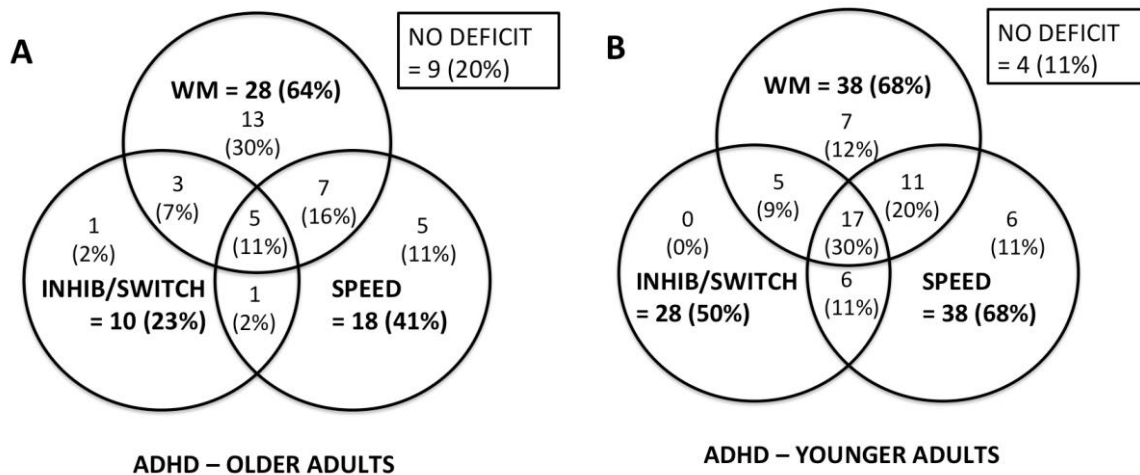 A
NO DEFICIT
= 9 (20%)
WM = 28 (64%)
13
(30%)
3
(7%)
7
(16%)
5
(11%)
1
(2%)
5
(11%)
INHIB/SWITCH
= 10 (23%)
SPEED
= 18 (41%)
1
(2%)
ADHD – OLDER ADULTS
B
NO DEFICIT
= 4 (11%)
WM = 38 (68%)
7
(12%)
5
(9%)
11
(20%)
17
(30%)
0
(0%)
6
(11%)
INHIB/SWITCH
= 28 (50%)
SPEED
= 38 (68%)
6
(11%)
ADHD – YOUNGER ADULTS